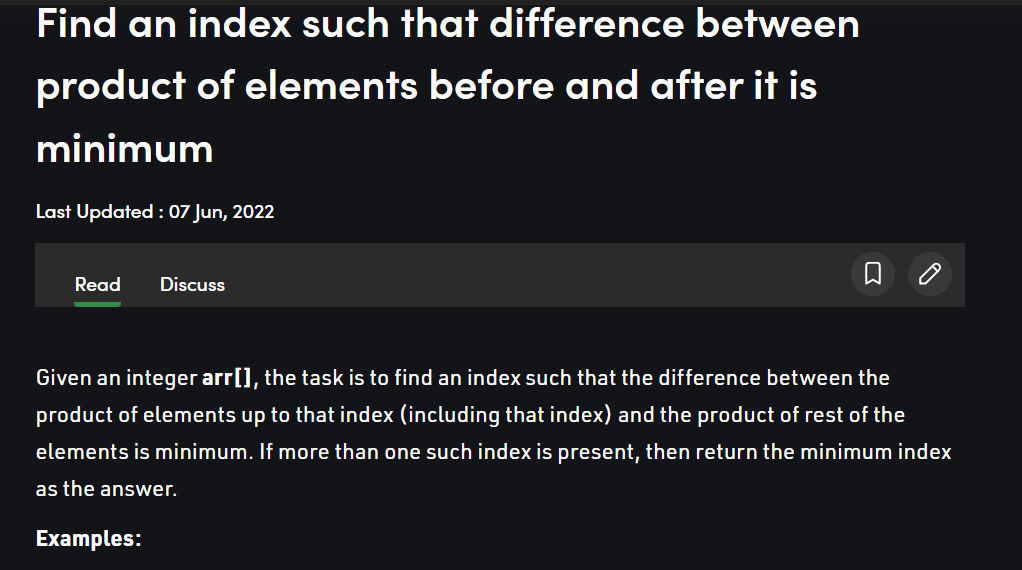 Find an index such that difference between
product of elements before and after it is
minimum
Last Updated : 07 Jun, 2022
Read Discuss
Given an integer arr[], the task is to find an index such that the difference between the
product of elements up to that index (including that index) and the product of rest of the
elements is minimum. If more than one such index is present, then return the minimum index
as the answer.
Examples: